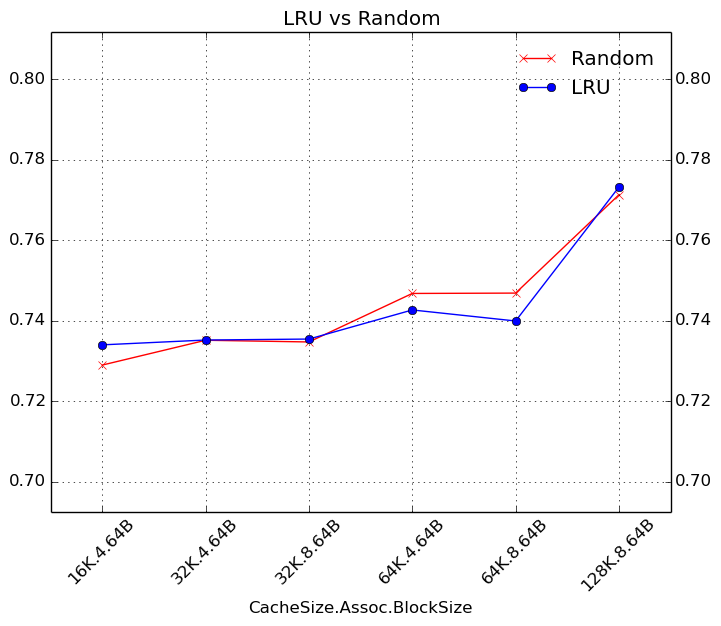 LRU vs Random
Random
LRU
0.80 0.80
0.78 0.78
0.76 0.76
0.74 0.74
0.72 0.72
0.70 0.70
16K.4.64B 32K.4.64B 32K.8.64B 64K.4.64B 64K.8.64B 128K.8.64B
CacheSize.Assoc.BlockSize